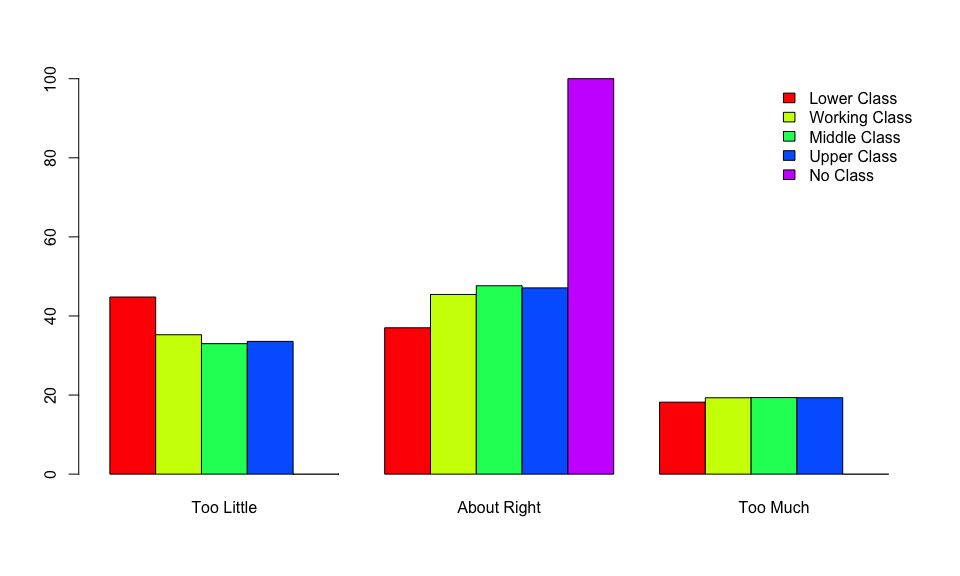 100
80
60
40
20
0
Lower Class
Working Class
Middle Class
Upper Class
No Class
Too Little
About Right
Too Much